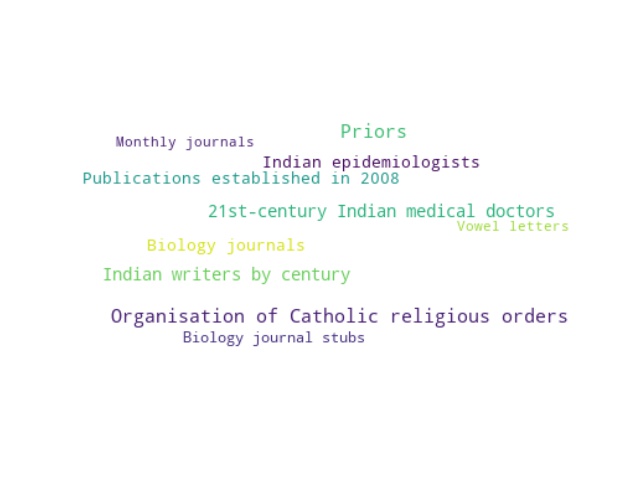 Priors
Monthly journals
Indian epidemiologists
Publications established in 2008
21st-century Indian medical doctors
Vowel letters
Biology journals
Indian writers by century
Organisation of Catholic religious orders
Biology journal stubs